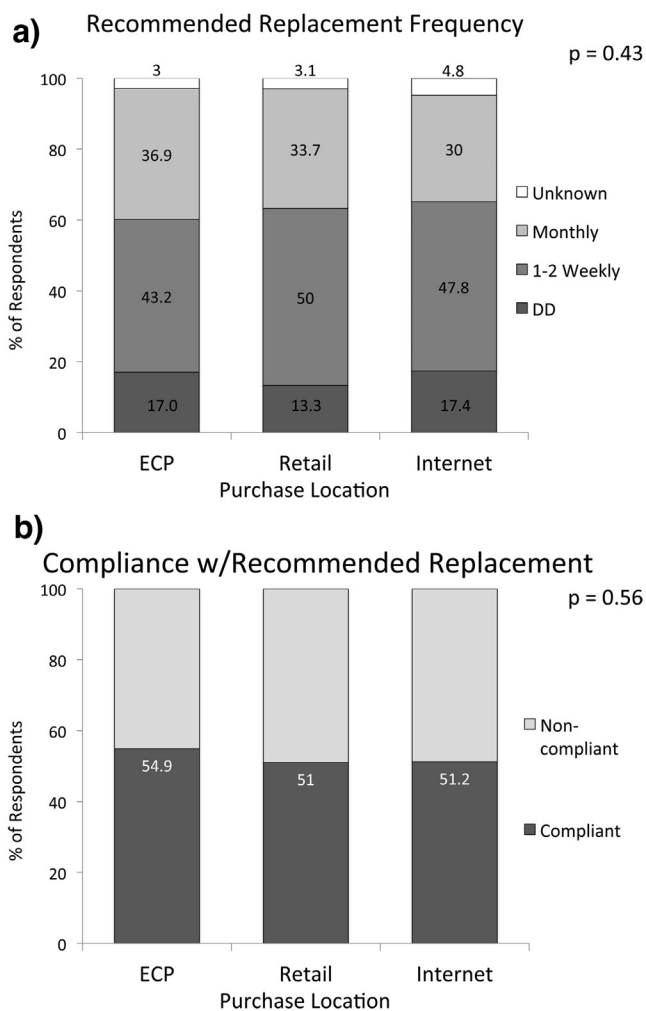 a)
Recommended Replacement Frequency
p = 0.43
% of Respondents
100
80
60
40
20
0
3
3.1
4.8
36.9
33.7
30
43.2
50
47.8
17.0
13.3
17.4
Unknown
Monthly
1-2 Weekly
DD
ECP
Retail
Internet
Purchase Location
b)
Compliance w/Recommended Replacement
p = 0.56
% of Respondents
100
80
60
40
20
0
54.9
51
51.2
Non-
compliant
Compliant
ECP
Retail
Internet
Purchase Location